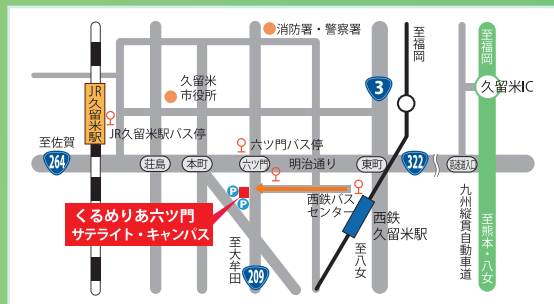 消防署・警察署
至福岡
至福岡
3
久留米IC
久留米
市役所
JR久留米駅
JR久留米駅バス停
六ツ門バス停
至佐賀
264
荘島
本町
六ツ門
明治通り
東町
322
高速道入口
P
P
西鉄バス
センター
くるめりあ六ツ門
サテライト・キャンパス
西鉄
久留米駅
九州縦貫自動車道
至熊本・八女
至大牟田
209
至八女